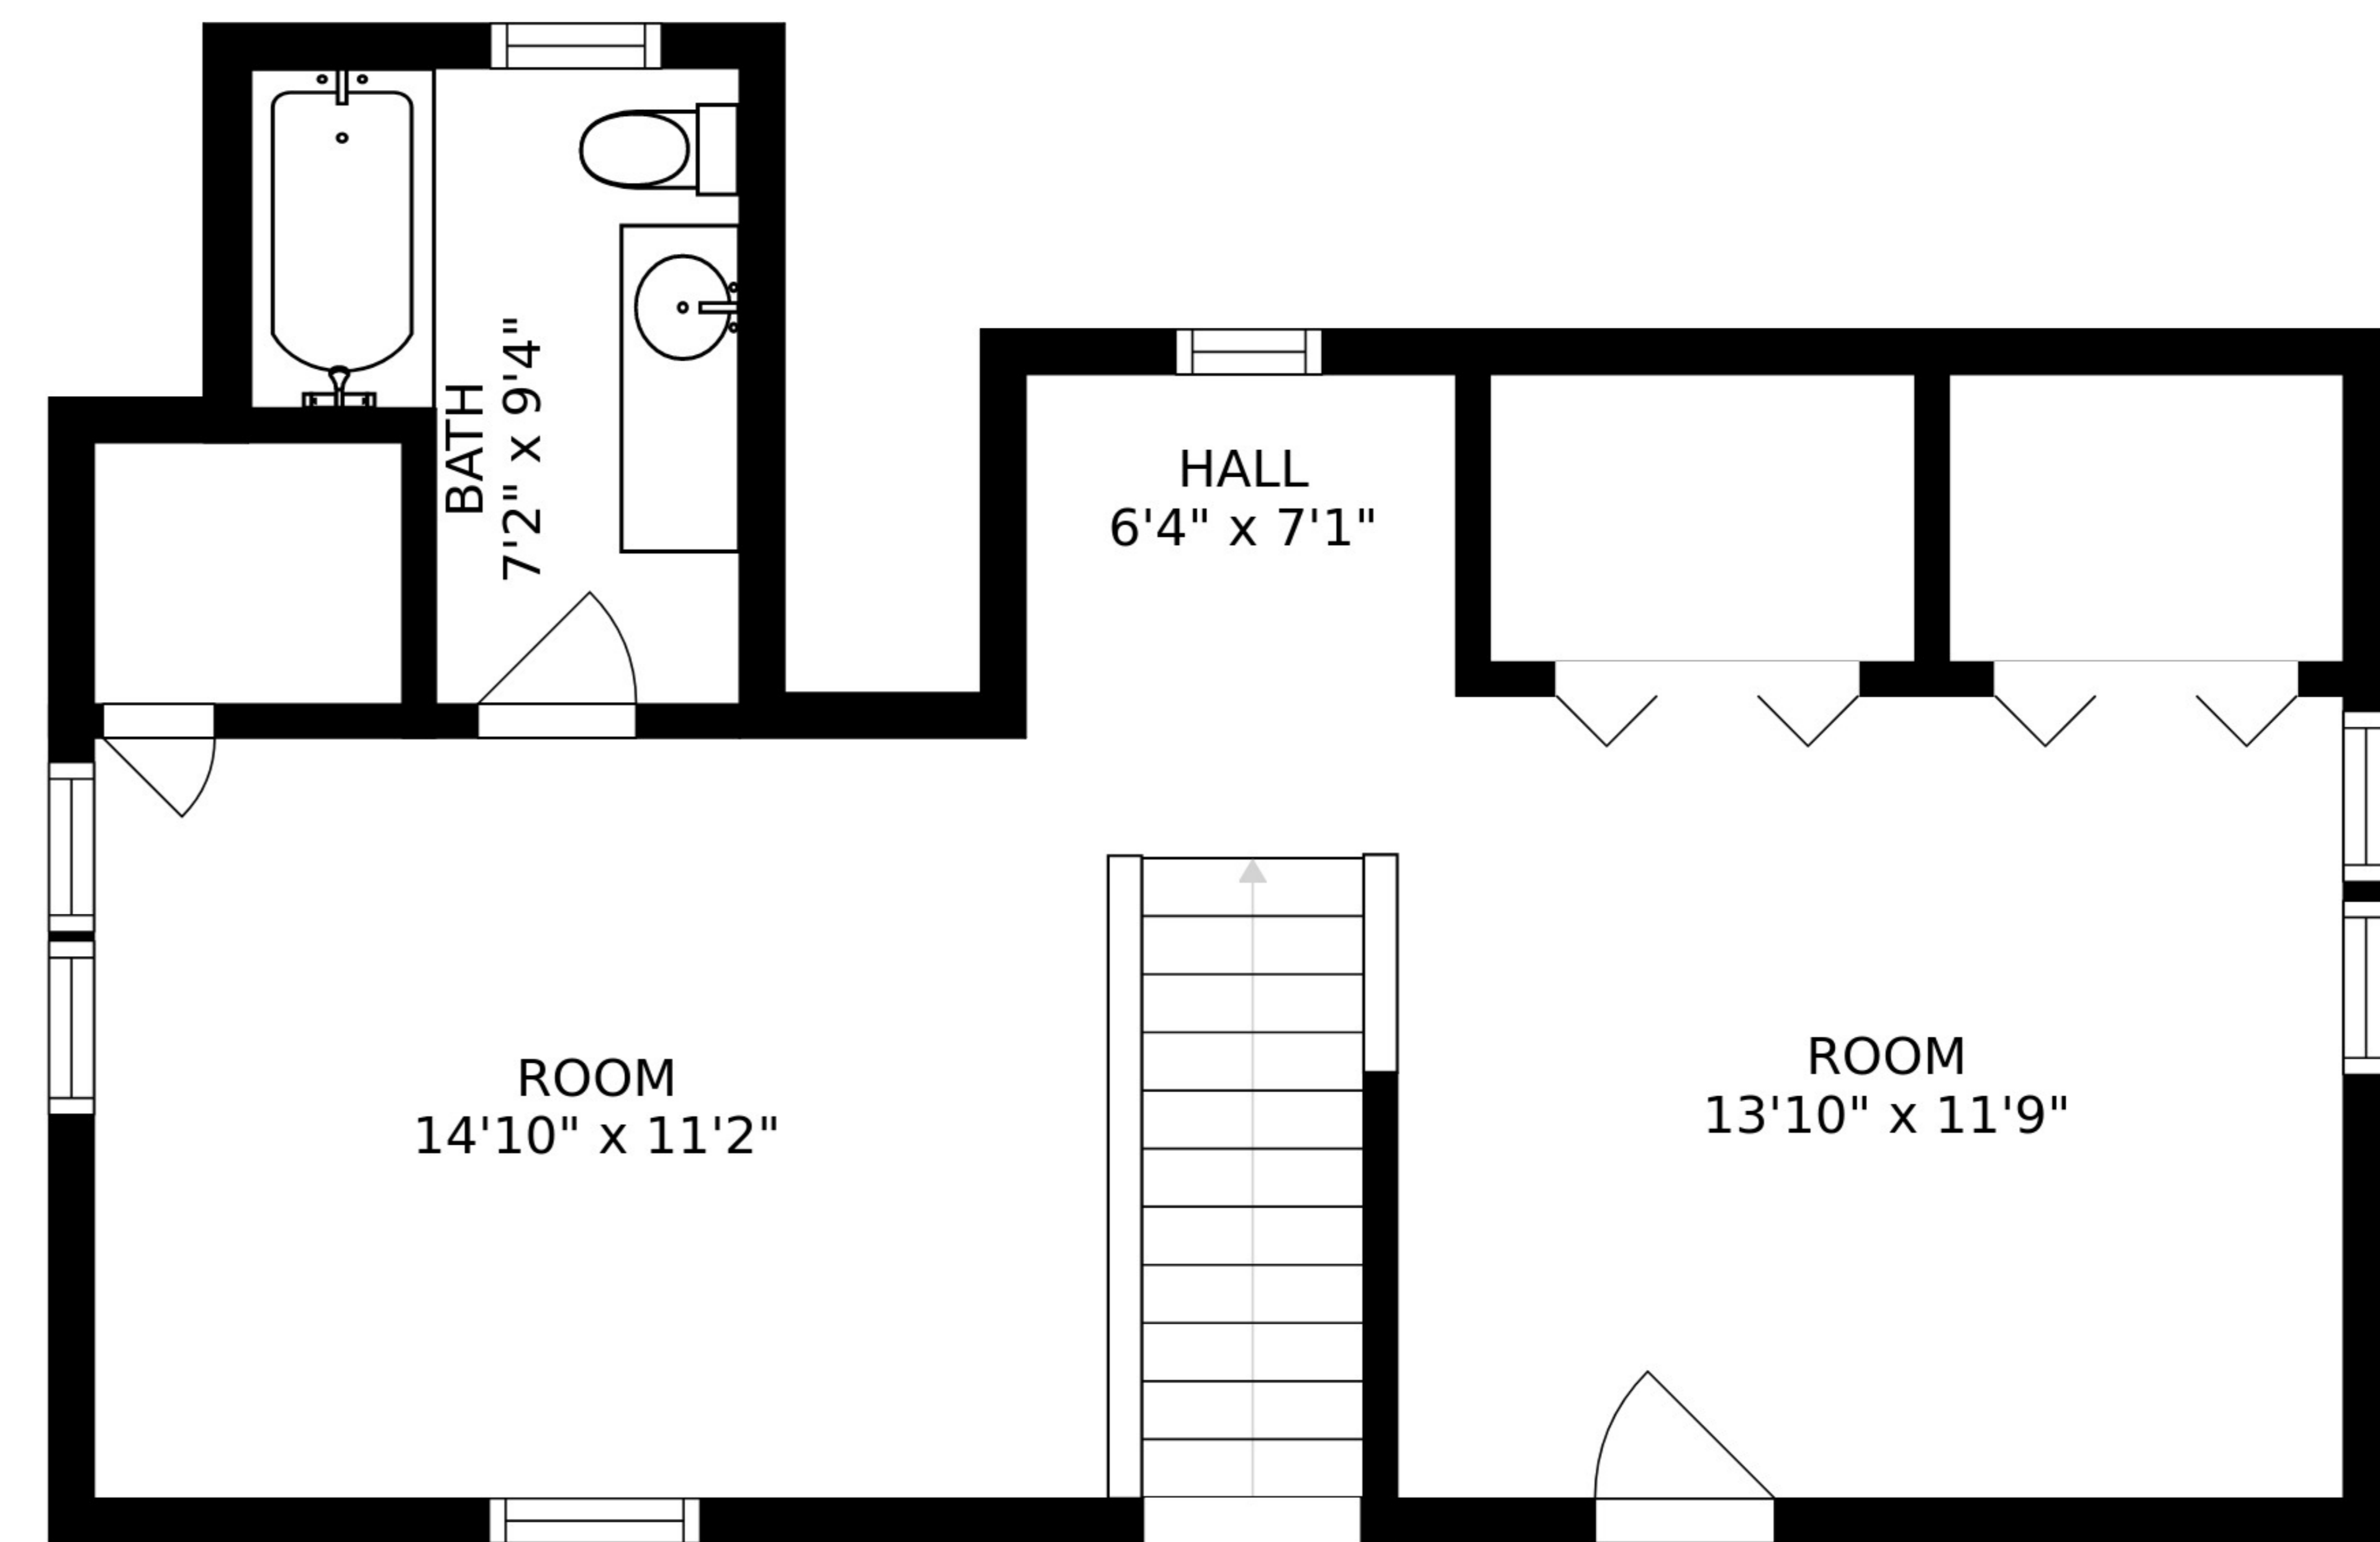 BATH
7'2" x 9'4"
HALL
6'4" x 7'1"
ROOM
14'10" x 11'2"
ROOM
13'10" x 11'9"